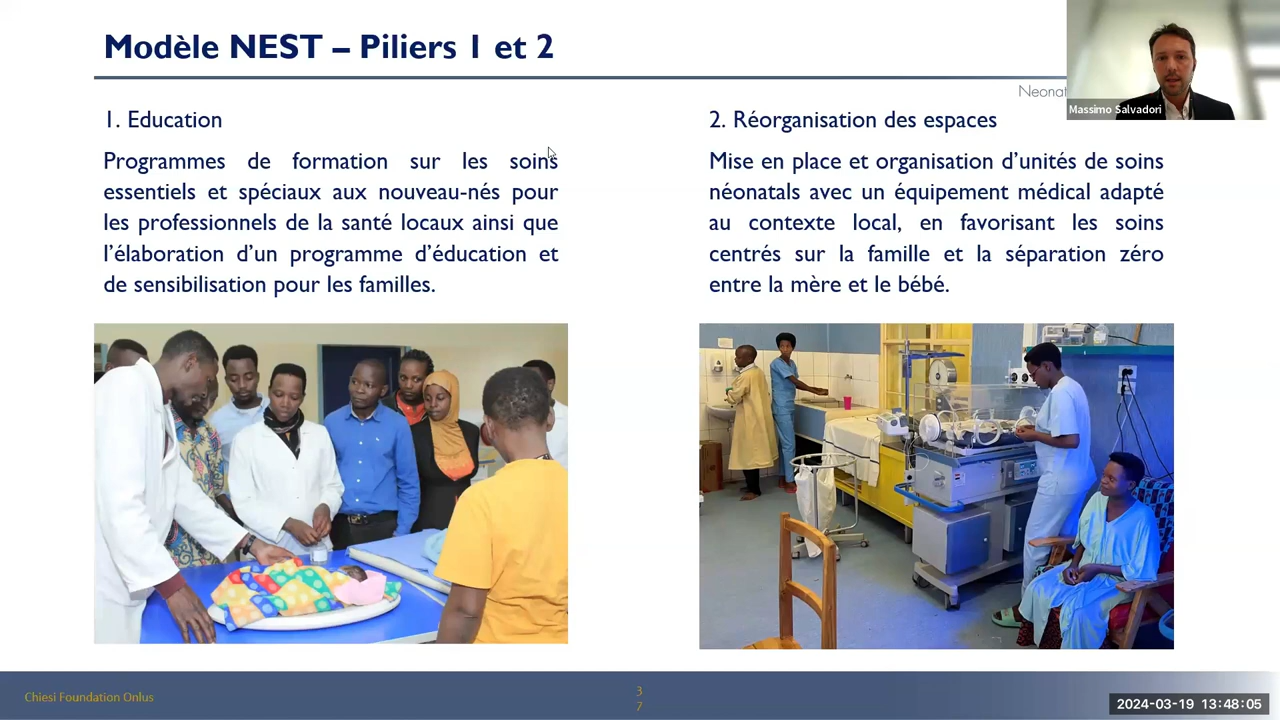 Modèle NEST – Piliers 1 et 2
Neonat
Massimo Salvadori
1. Education
Programmes de formation sur les soins
essentiels et spéciaux aux nouveau-nés pour
les professionnels de la santé locaux ainsi que
l’élaboration d’un programme d’éducation et
de sensibilisation pour les familles.
2. Réorganisation des espaces
Mise en place et organisation d’unités de soins
néonatals avec un équipement médical adapté
au contexte local, en favorisant les soins
centrés sur la famille et la séparation zéro
entre la mère et le bébé.
Chiesi Foundation Onlus
3
7
2024-03-19 13:48:05